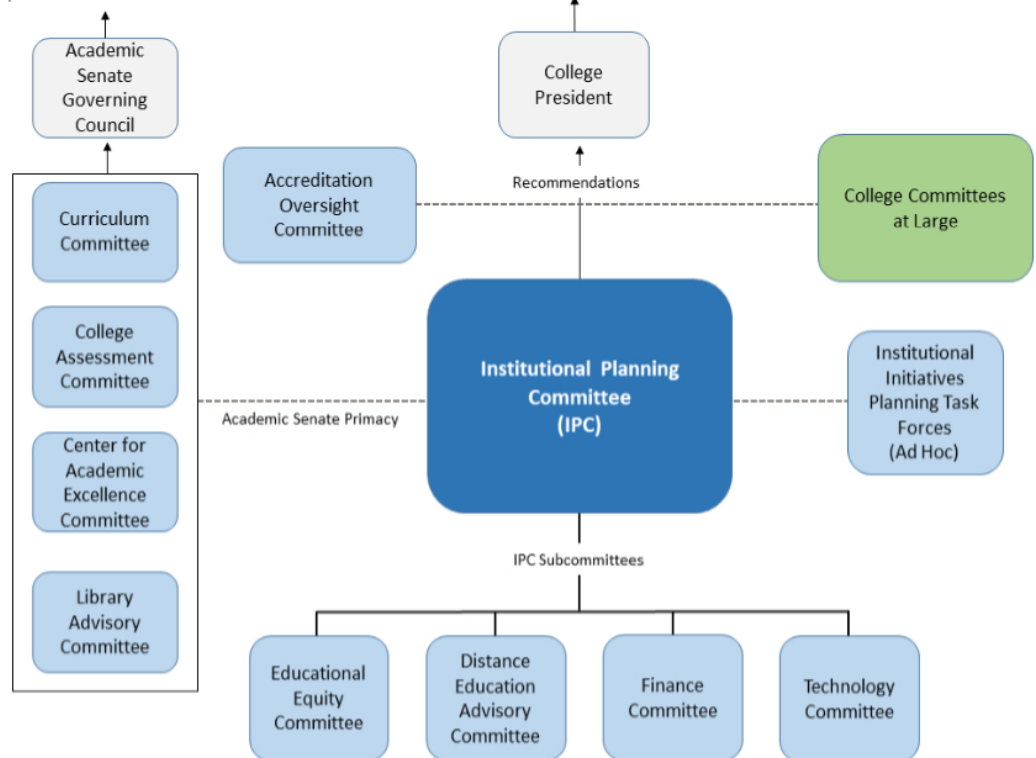 Academic
Senate
Governing
Council
College
President
Curriculum
Committee
College
Assessment
Committee
Center for
Academic
Excellence
Committee
Library
Advisory
Committee
Accreditation
Oversight
Committee
Recommendations
College Committees
at Large
Academic Senate Primacy
Institutional Planning
Committee
(IPC)
Institutional
Initiatives
Planning Task
Forces
(Ad Hoc)
IPC Subcommittees
Educational
Equity
Committee
Distance
Education
Advisory
Committee
Finance
Committee
Technology
Committee